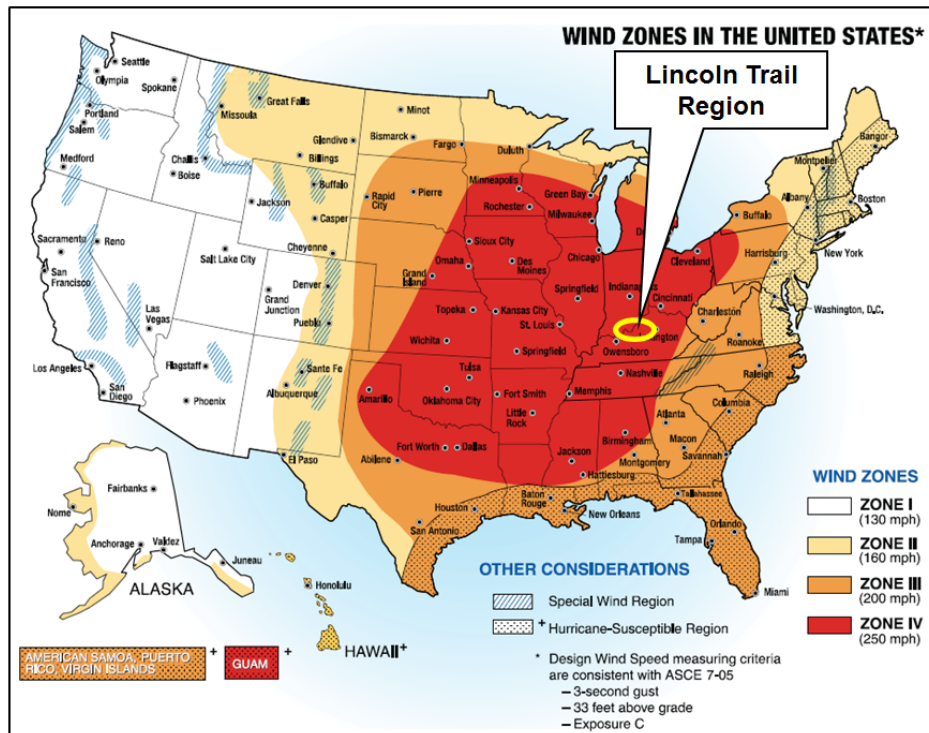 WIND ZONES IN THE UNITED STATES*
Lincoln Trail
Region
Seattle
Olympia
Spokane
Portland
Salem
Medford
Missoula
Great Falls
Glendive
Billings
Challis
Boise
Buffalo
Jackson
Casper
Cheyenne
Minot
Bismarck
Fargo
Duluth
Rapid
City
Pierre
Minneapolis
Rochester
Green Bay
Milwaukee
Chicago
Sioux City
Omaha
Des
Moines
Grand
Island
Bangor
Montpelier
Albany
Boston
Buffalo
New York
Harrisburg
Washington, D.C.
Cleveland
Sacramento
San
Francisco
Reno
Salt Lake City
Las
Vegas
Grand
Junction
Denver
Pueblo
Los Angeles
San
Diego
Flagstaff
Phoenix
Sante Fe
Albuquerque
El Paso
Topeka
Kansas City
Wichita
Springfield
St. Louis
Springfield
Indianapolis
Cincinnati
Owensboro
Charleston
Roanoke
Raleigh
Nashville
Memphis
Tulsa
Oklahoma City
Amarillo
Fort Smith
Little
Rock
Fort Worth
Dallas
Abilene
Jackson
Hattiesburg
Birmingham
Montgomery
Atlanta
Macon
Savannah
Columbia
Houston
San Antonio
Baton
Rouge
New Orleans
Tallahassee
Orlando
Tampa
Miami
Fairbanks
Nome
Anchorage
Valdez
Juneau
ALASKA
Honolulu
HAWAII+
AMERICAN SAMOA, PUERTO
RICO, VIRGIN ISLANDS
+
GUAM
+
OTHER CONSIDERATIONS
Special Wind Region
+ Hurricane-Susceptible Region
* Design Wind Speed measuring criteria
are consistent with ASCE 7-05
– 3-second gust
– 33 feet above grade
– Exposure C
WIND ZONES
ZONE I
(130 mph)
ZONE II
(160 mph)
ZONE III
(200 mph)
ZONE IV
(250 mph)